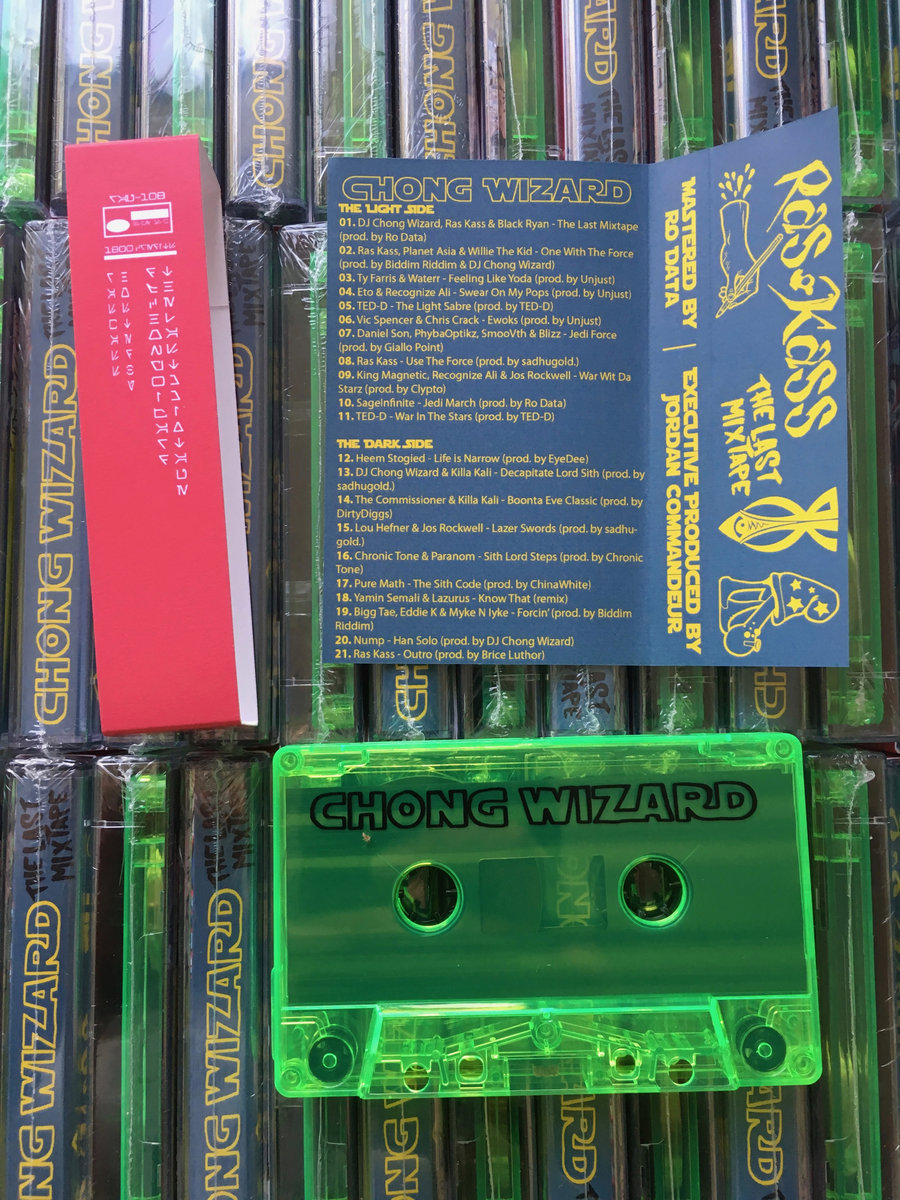 CHONG WIZARD
THE LIGHT SIDE
01. DJ Chong Wizard, Ras Kass & Black Ryan - The Last Mixtape
(prod. by Ro Data)
02. Ras Kass, Planet Asia & Willie The Kid - One With The Force
(prod. by Biddim Riddim & DJ Chong Wizard)
03. Ty Farris & Waterr - Feeling Like Yoda (prod. by Unjust)
04. Eto & Recognize Ali - Swear On My Pops (prod. by Unjust)
05. TED-D - The Light Sabre (prod. by TED-D)
06. Vic Spencer & Chris Crack - Ewoks (prod. by Unjust)
07. Daniel Son, PhybaOptikz, SmooVth & Blizz - Jedi Force
(prod. by Giallo Point)
08. Ras Kass - Use The Force (prod. by sadhugold.)
09. King Magnetic, Recognize Ali & Jos Rockwell - War Wit Da
Starz (prod. by Clypto)
10. SageInfinite - Jedi March (prod. by Ro Data)
11. TED-D - War In The Stars (prod. by TED-D)
THE DARK SIDE
12. Heem Stogied - Life is Narrow (prod. by EyeDee)
13. DJ Chong Wizard & Killa Kali - Decapitate Lord Sith (prod. by
sadhugold.)
14. The Commissioner & Killa Kali - Boonta Eve Classic (prod. by
DirtyDiggs)
15. Lou Hefner & Jos Rockwell - Lazer Swords (prod. by sadhu-
gold.)
16. Chronic Tone & Paranom - Sith Lord Steps (prod. by Chronic
Tone)
17. Pure Math - The Sith Code (prod. by ChinaWhite)
18. Yamin Semali & Lazurus - Know That (remix)
19. Bigg Tae, Eddie K & Myke N Iyke - Forcin' (prod. by Biddim
Riddim)
20. Nump - Han Solo (prod. by DJ Chong Wizard)
21. Ras Kass - Outro (prod. by Brice Luthor)
MASTERED BY
RO DATA
EXECUTIVE PRODUCED BY
JORDAN COMMANDEUR
RAS KASS
THE LAST
MIXTAPE
CHONG WIZARD
CHONG WIZARD
THE LAST
MIXTAPE
CHONG WIZARD
THE LAST
MIXTAPE
CHONG WIZARD